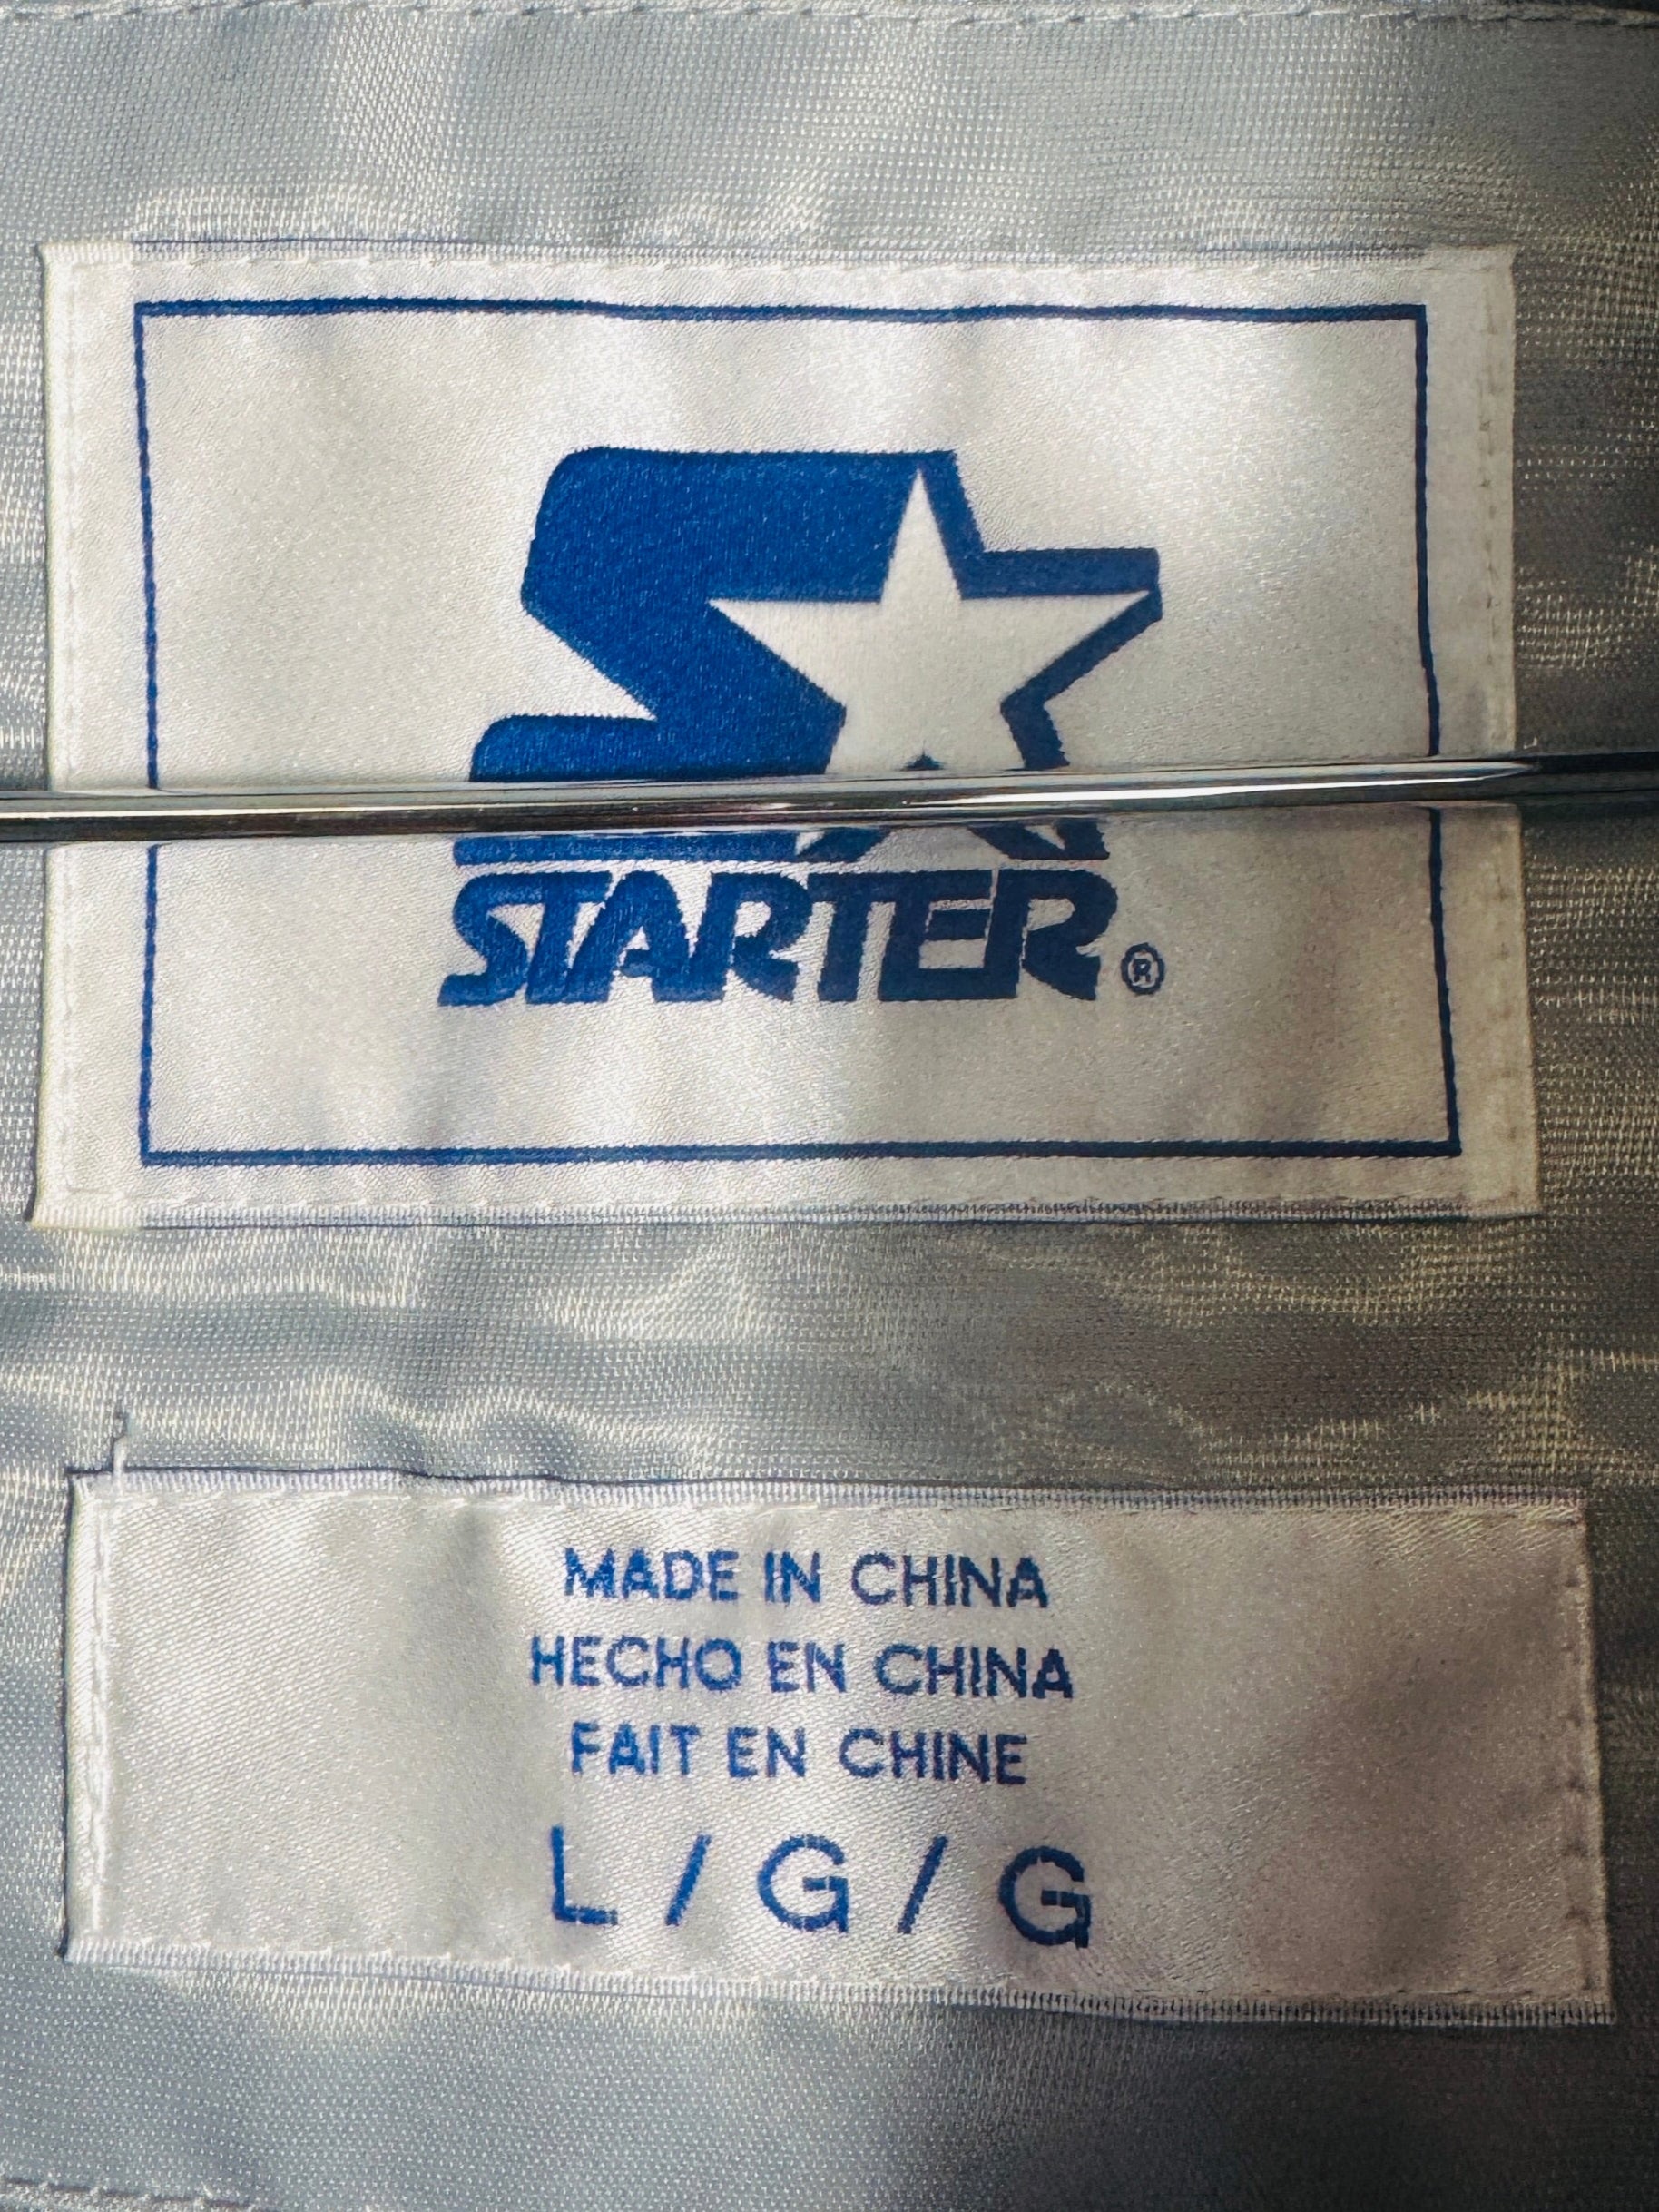 STARTER ®
MADE IN CHINA
HECHO EN CHINA
FAIT EN CHINE
L / G / G